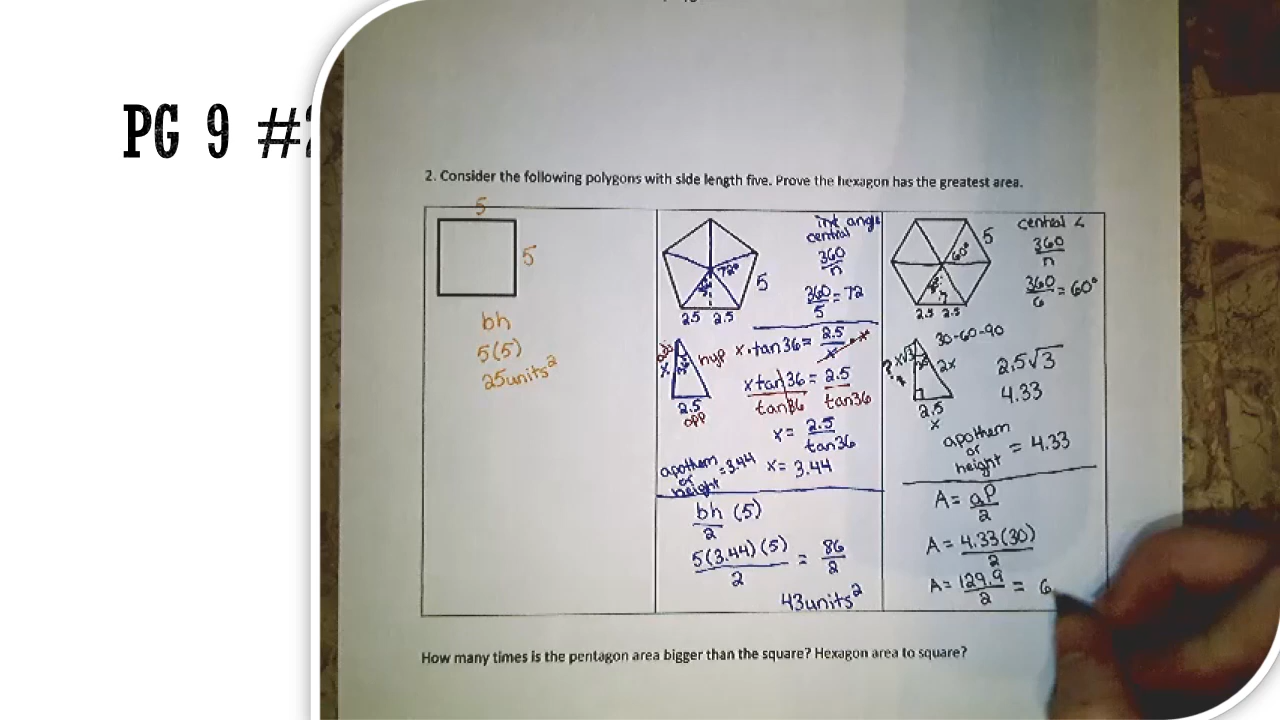 PG 9 #2
2. Consider the following polygons with side length five. Prove the hexagon has the greatest area.
5
5
bh
5(5)
25units²
72°
5
2.5 2.5
int angle
central
360/n
360/5 = 72
x
hyp
2.5
opp
x·tan36 = 2.5/x · x
xtan36/tan36 = 2.5/tan36
x = 2.5/tan36
x = 3.44
apothem or height = 3.44
bh/2 (5)
5(3.44)(5)/2 = 86/2
43units²
60°
5
2.5 2.5
central ∠
360/n
360/6 = 60°
30-60-90
x√3
2x
?
2.5
x
2.5√3
4.33
apothem or height = 4.33
A = aP/2
A = 4.33(30)/2
A = 129.9/2 = 6
How many times is the pentagon area bigger than the square? Hexagon area to square?